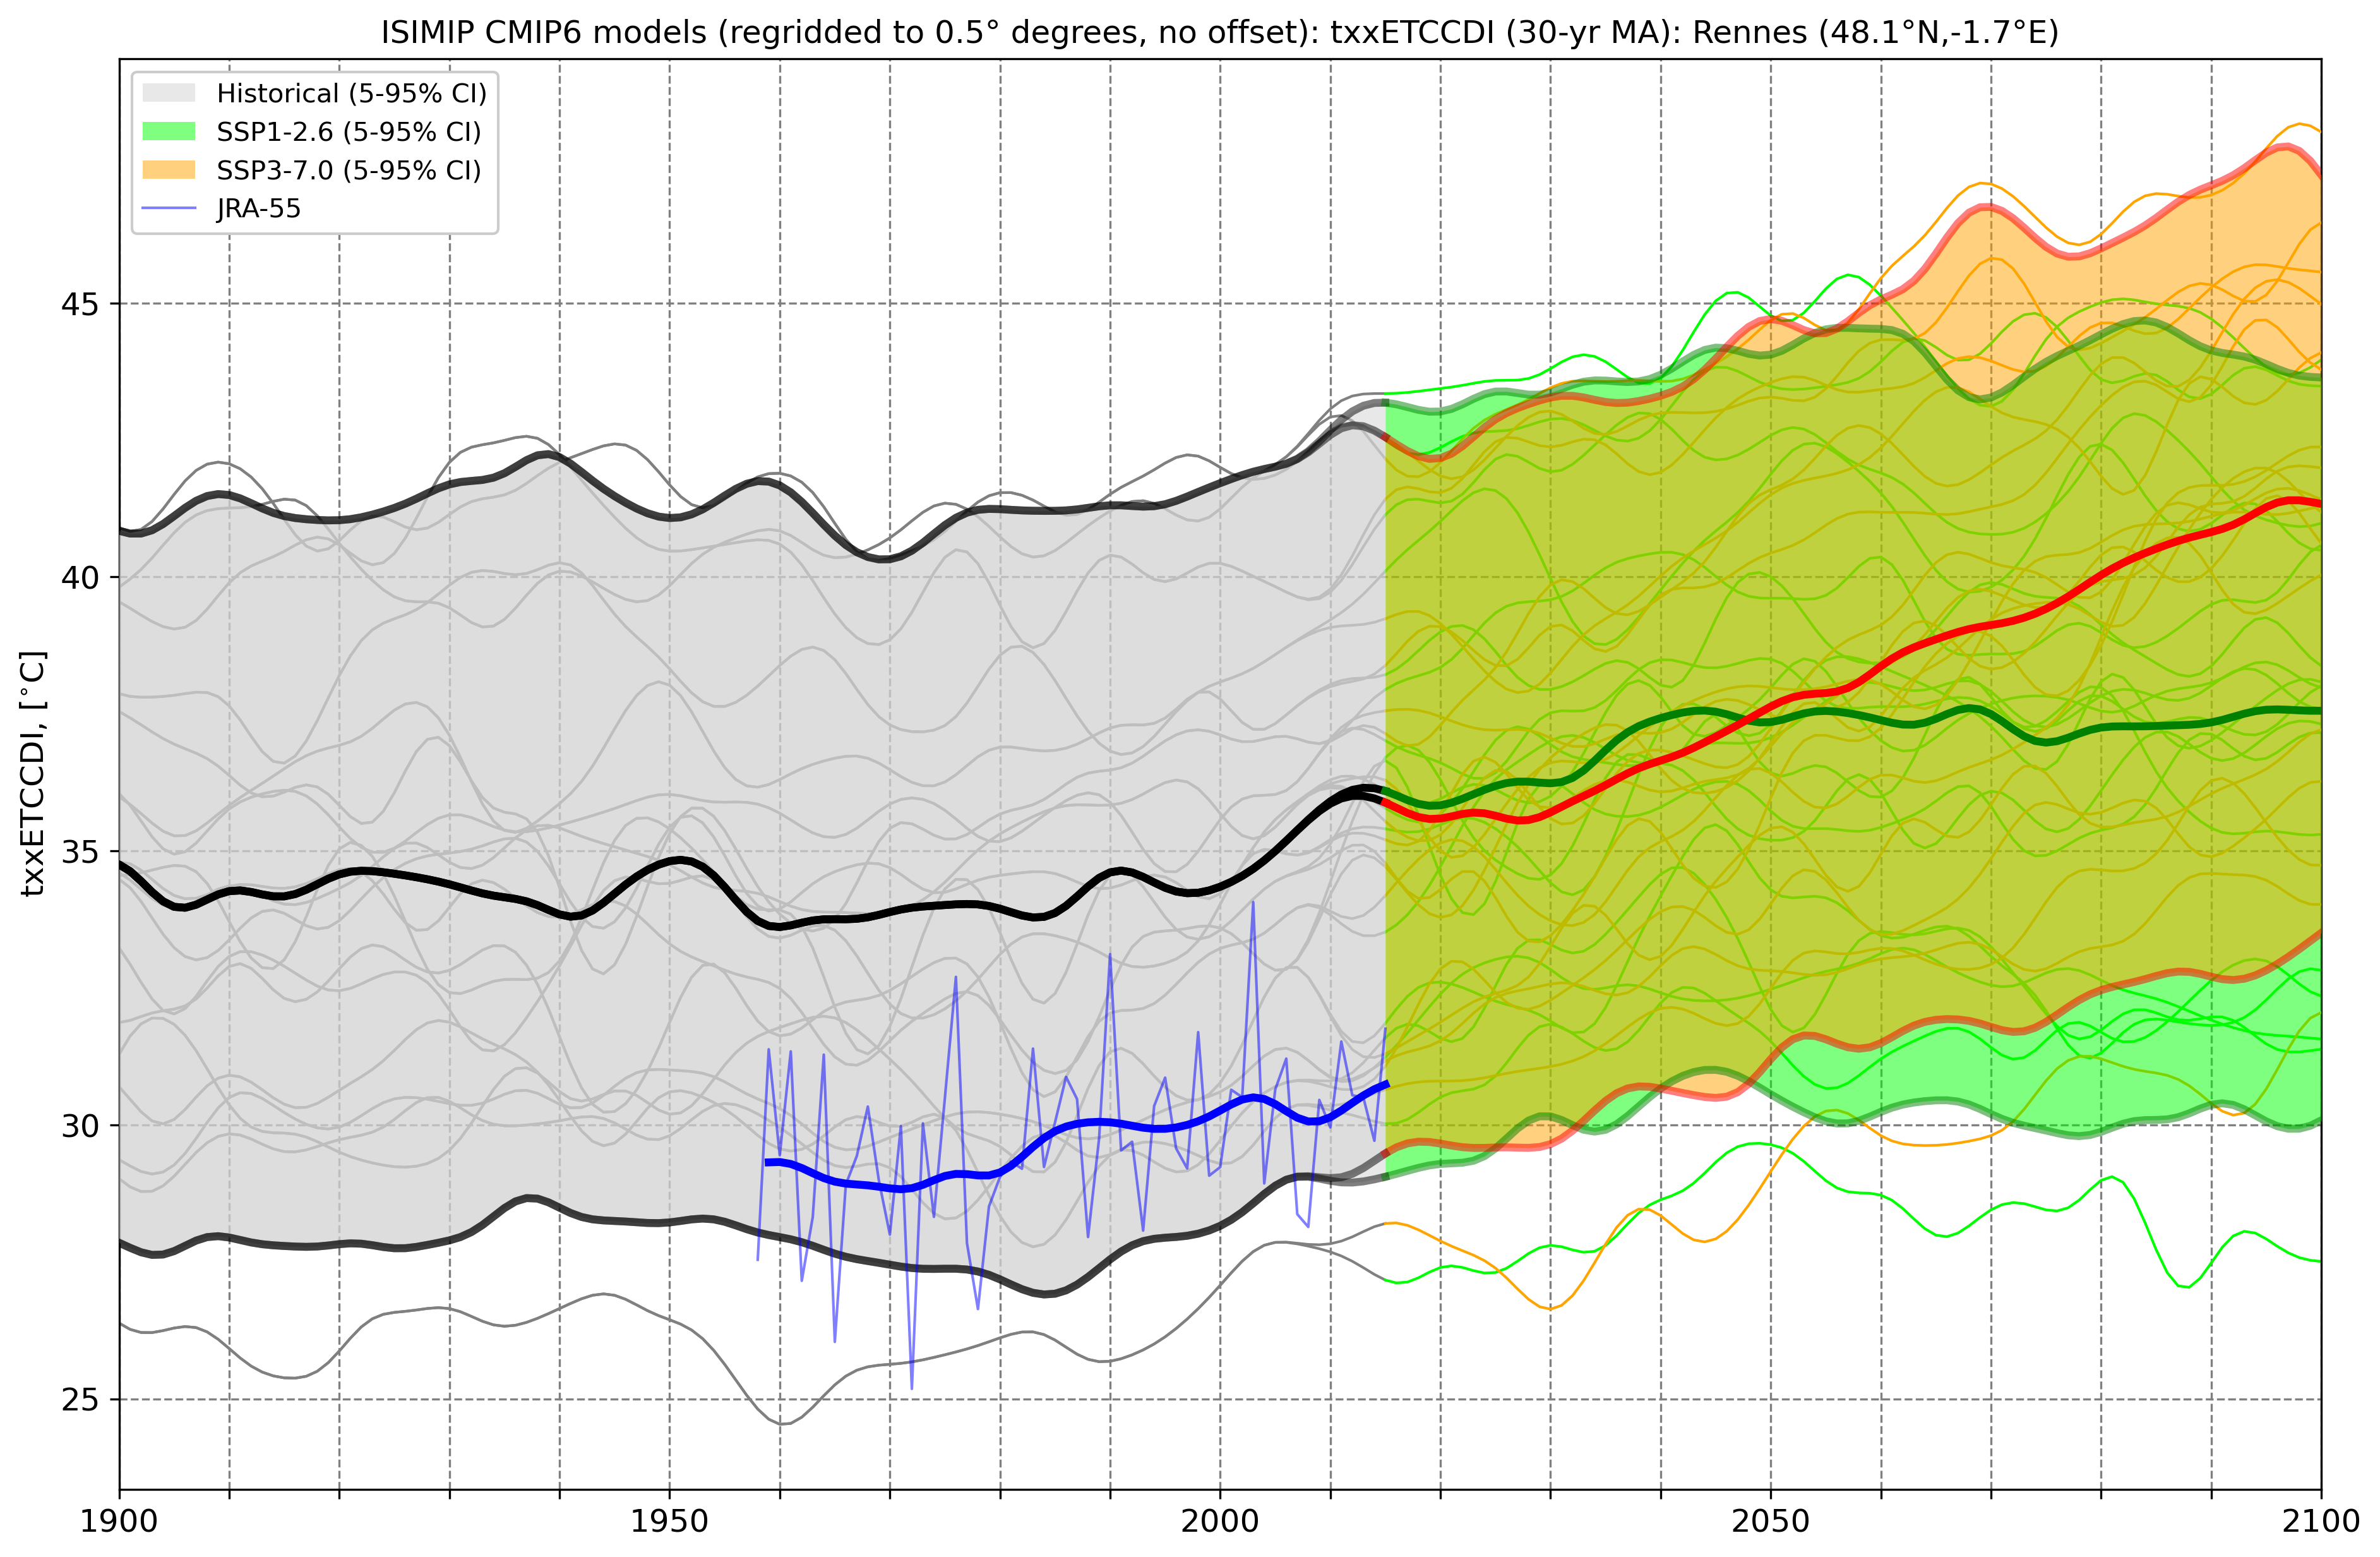 ISIMIP CMIP6 models (regridded to 0.5° degrees, no offset): txxETCCDI (30-yr MA): Rennes (48.1°N,-1.7°E)
Historical (5-95% CI)
SSP1-2.6 (5-95% CI)
SSP3-7.0 (5-95% CI)
JRA-55
txxETCCDI, [°C]
45
40
35
30
25
1900
1950
2000
2050
2100